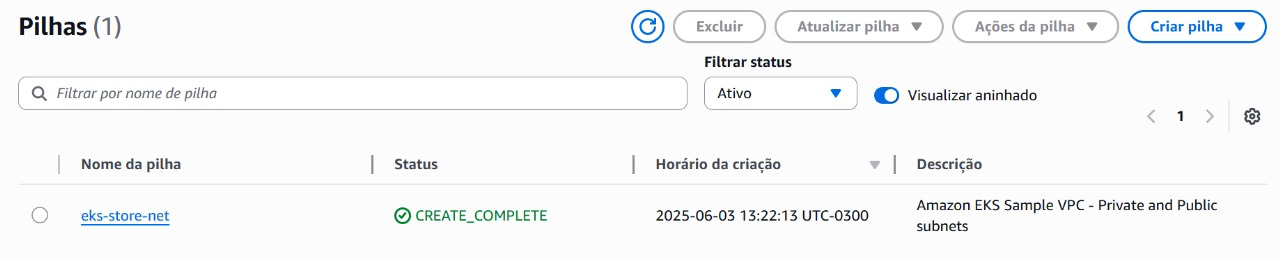 Pilhas (1)
Excluir
Atualizar pilha
Ações da pilha
Criar pilha
Filtrar status
Filtrar por nome de pilha
Ativo
Visualizar aninhado
1
Nome da pilha
Status
Horário da criação
Descrição
eks-store-net
CREATE_COMPLETE
2025-06-03 13:22:13 UTC-0300
Amazon EKS Sample VPC - Private and Public
subnets